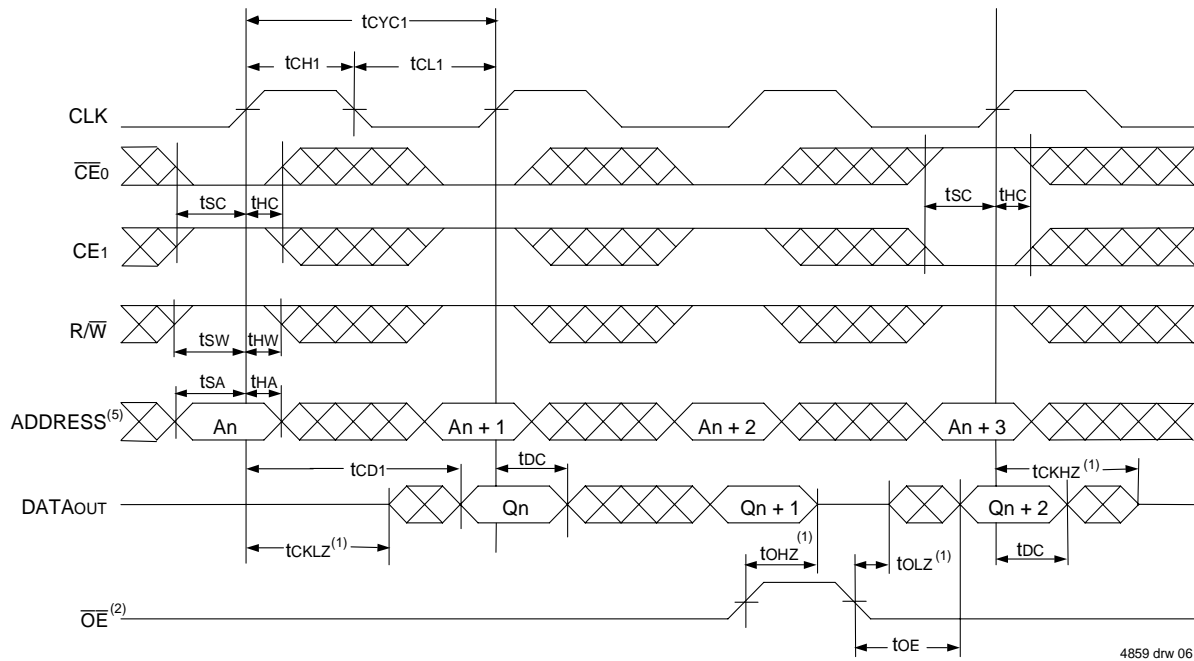 tCYC1
tCH1 tCL1
CLK
CE0
tSC tHC tSC tHC
CE1
R/W
tSW tHW
tSA tHA
ADDRESS(5) An An + 1 An + 2 An + 3
tCD1 tDC tCKHZ(1)
DATAOUT Qn Qn + 1 Qn + 2
tCKLZ(1) tOHZ(1) tOLZ(1) tDC
OE(2)
tOE
4859 drw 06